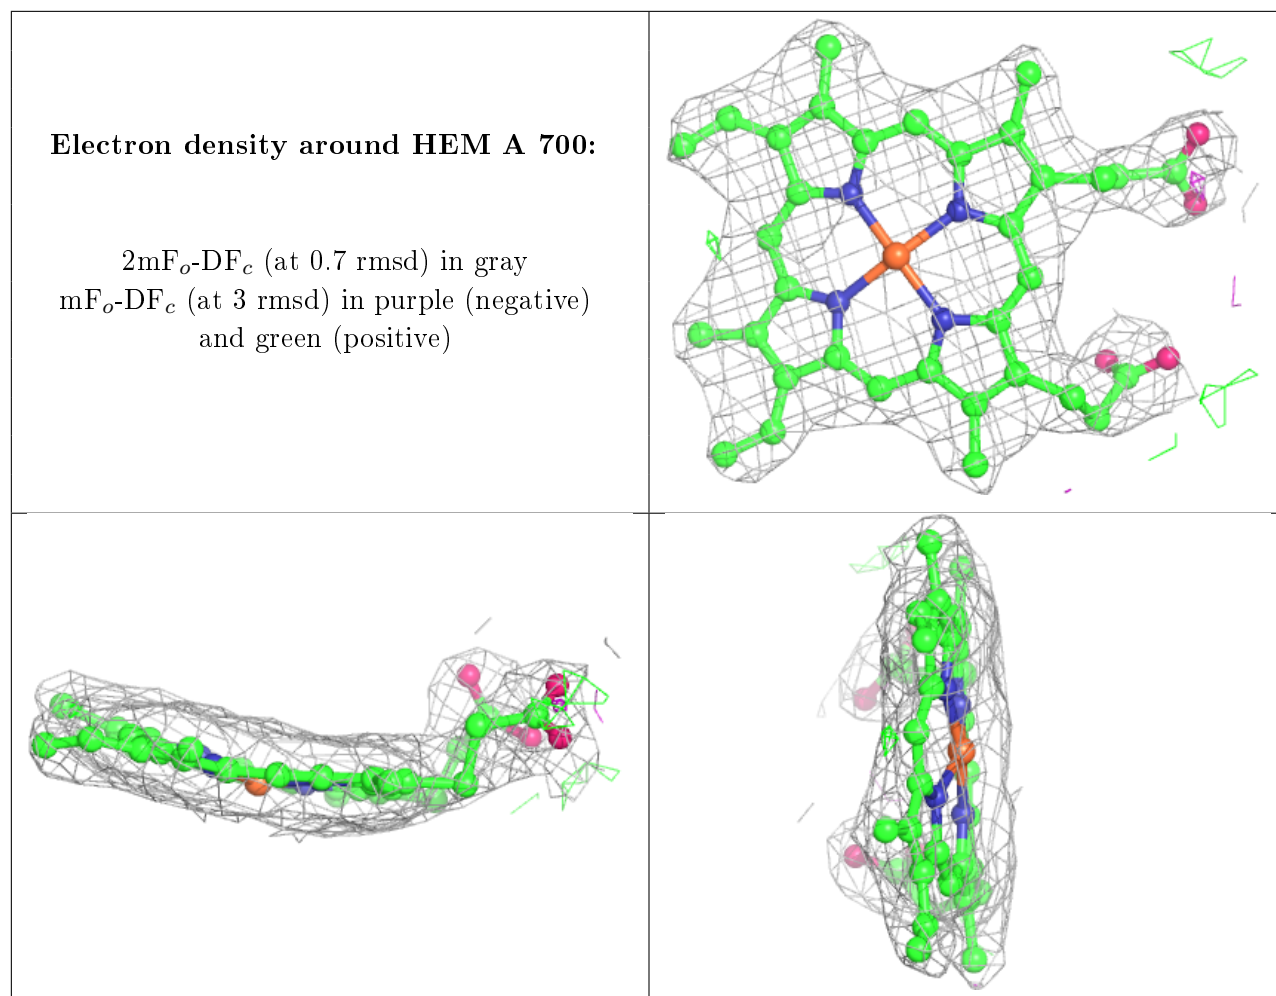 Electron density around HEM A 700:
2mFo-DFc (at 0.7 rmsd) in gray
mFo-DFc (at 3 rmsd) in purple (negative)
and green (positive)